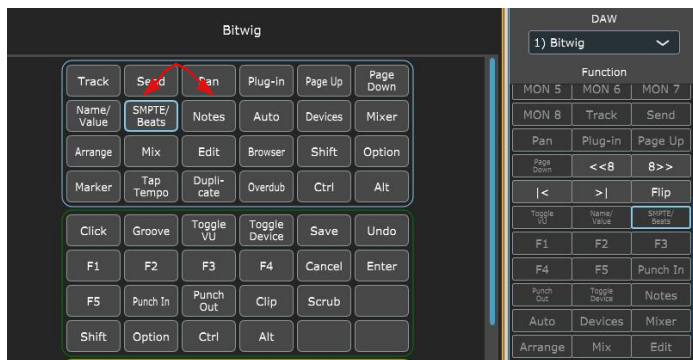 Bitwig
Track Send Pan Plug-in Page Up Page Down
Name/Value SMPTE/Beats Notes Auto Devices Mixer
Arrange Mix Edit Browser Shift Option
Marker Tap Tempo Dupli-cate Overdub Ctrl Alt
Click Groove Toggle VU Toggle Device Save Undo
F1 F2 F3 F4 Cancel Enter
F5 Punch In Punch Out Clip Scrub
Shift Option Ctrl Alt
DAW
1) Bitwig
Function
MON 5 MON 6 MON 7
MON 8 Track Send
Pan Plug-in Page Up
Page Down <<8 8>>
|< >| Flip
Toggle VU Name/Value SMPTE/Beats
F1 F2 F3
F4 F5 Punch In
Punch Out Toggle Device Notes
Auto Devices Mixer
Arrange Mix Edit